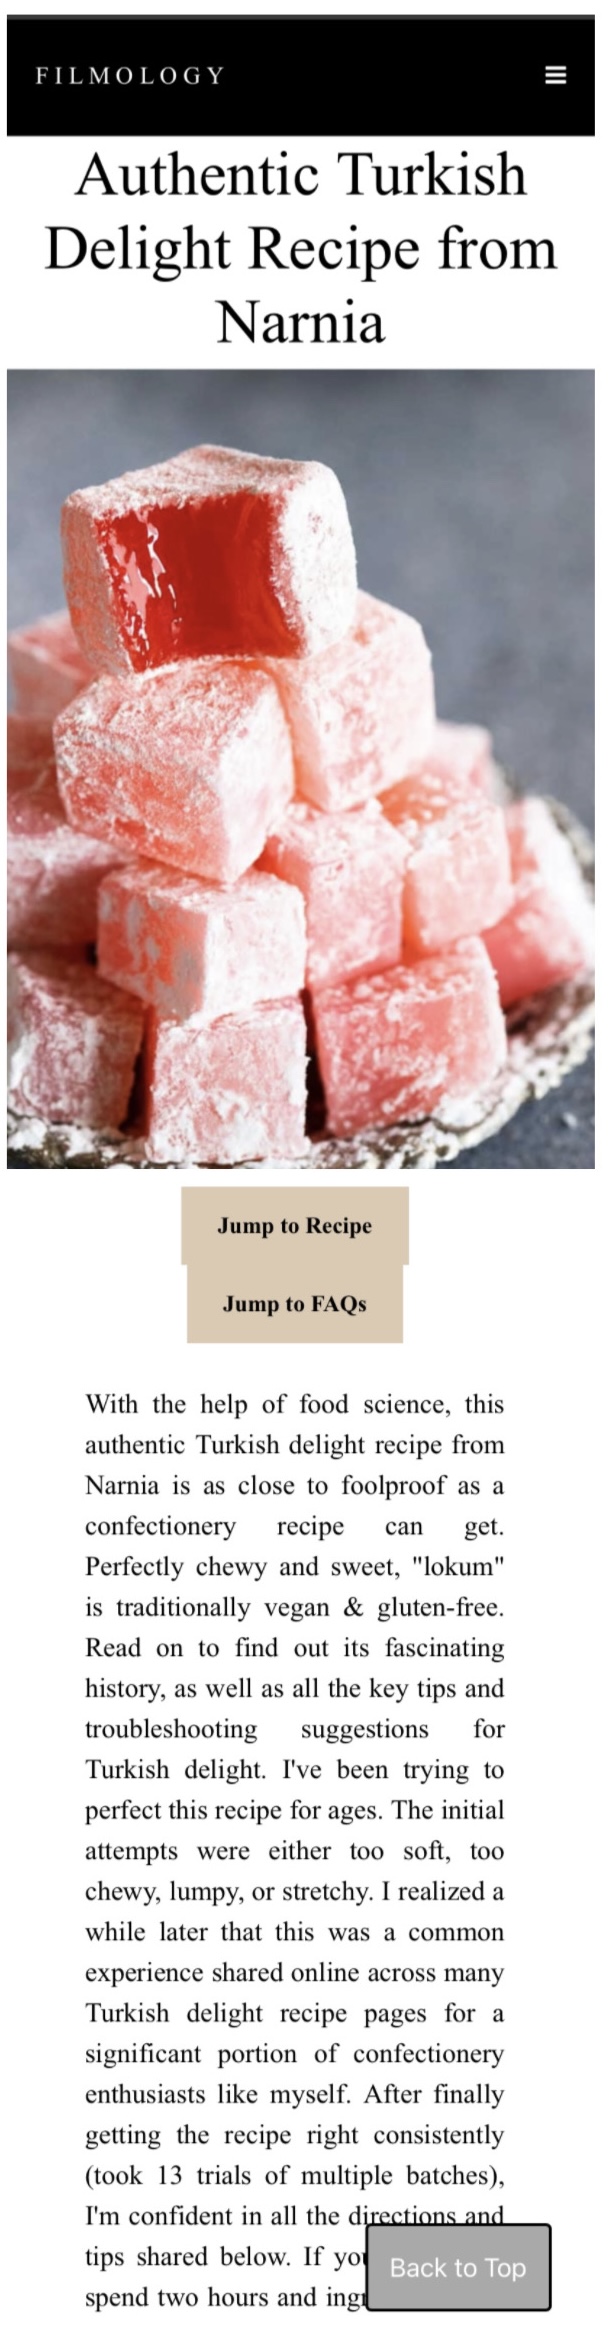 FILMOLOGY
Authentic Turkish
Delight Recipe from
Narnia
Jump to Recipe
Jump to FAQs
With the help of food science, this
authentic Turkish delight recipe from
Narnia is as close to foolproof as a
confectionery recipe can get.
Perfectly chewy and sweet, "lokum"
is traditionally vegan & gluten-free.
Read on to find out its fascinating
history, as well as all the key tips and
troubleshooting suggestions for
Turkish delight. I've been trying to
perfect this recipe for ages. The initial
attempts were either too soft, too
chewy, lumpy, or stretchy. I realized a
while later that this was a common
experience shared online across many
Turkish delight recipe pages for a
significant portion of confectionery
enthusiasts like myself. After finally
getting the recipe right consistently
(took 13 trials of multiple batches),
I'm confident in all the directions and
tips shared below. If
spend two hours and
Back to Top